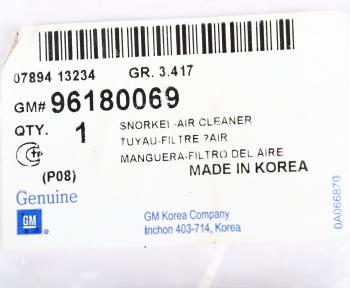 07894 13234 GR. 3.417
GM# 96180069
QTY. 1 SNORKEL-AIR CLEANER
TUYAU-FILTRE ?AIR
MANGUERA-FILTRO DEL AIRE
(P08) MADE IN KOREA
Genuine
GM
GM Korea Company
Inchon 403-714, Korea
0A066870